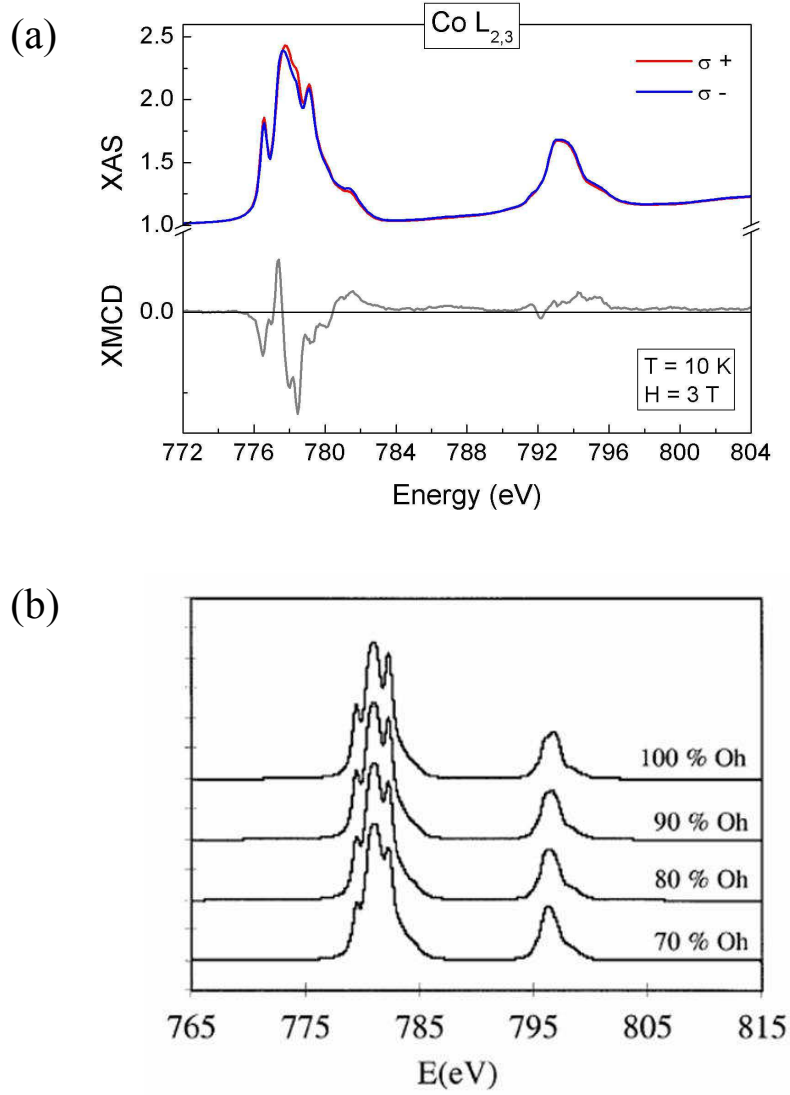 (a)
Co L2,3
2.5
2.0
1.5
1.0
XAS
σ +
σ -
0.0
XMCD
T = 10 K
H = 3 T
772 776 780 784 788 792 796 800 804
Energy (eV)
(b)
100 % Oh
90 % Oh
80 % Oh
70 % Oh
765 775 785 795 805 815
E(eV)